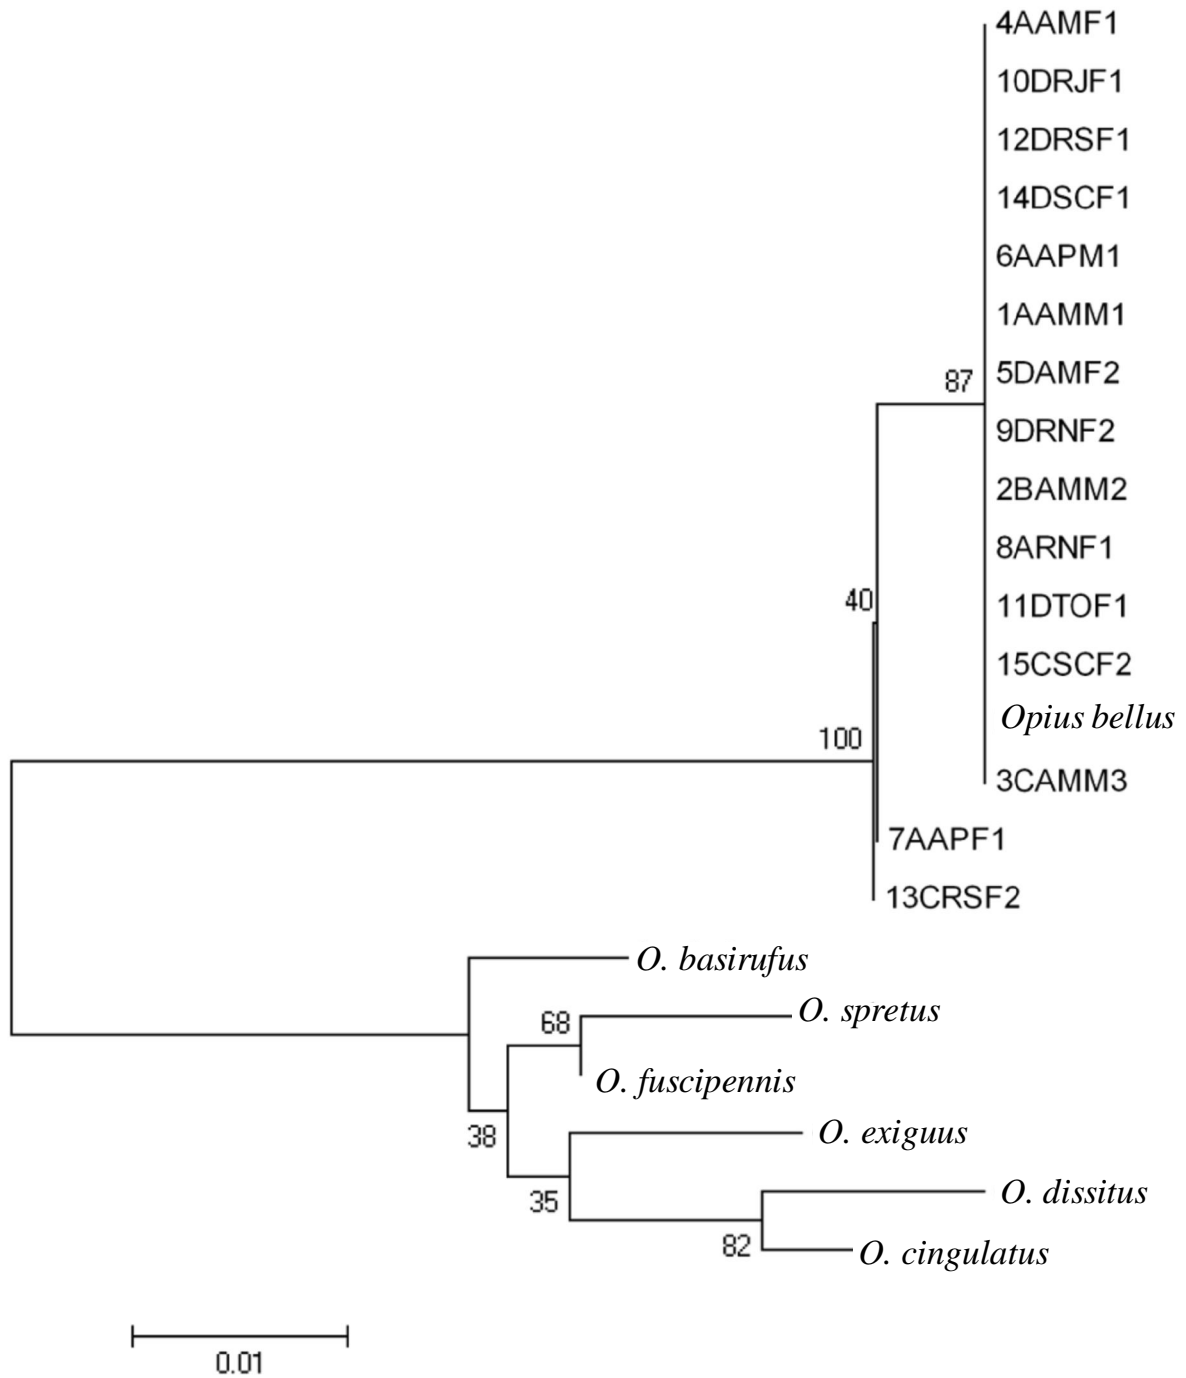 4AAMF1
10DRJF1
12DRSF1
14DSCF1
6AAPM1
1AAMM1
87
5DAMF2
9DRNF2
2BAMM2
8ARNF1
40
11DTOF1
15CSCF2
Opius bellus
100
3CAMM3
7AAPF1
13CRSF2
O. basirufus
68
O. spretus
O. fuscipennis
38
O. exiguus
35
O. dissitus
82
O. cingulatus
0.01